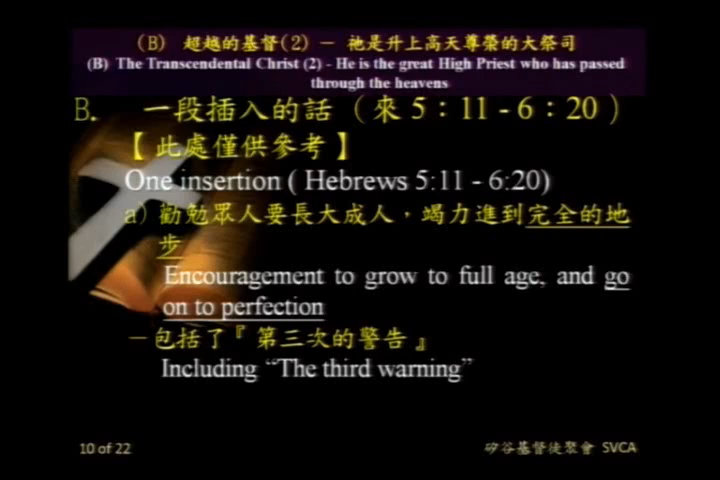 (B) 超越的基督(2) － 祂是升上高天尊榮的大祭司
(B) The Transcendental Christ (2) - He is the great High Priest who has passed
through the heavens
B. 一段插入的話 ( 來 5：11 - 6：20 )
【 此處僅供參考 】
One insertion ( Hebrews 5:11 - 6:20)
a) 勸勉眾人要長大成人，竭力進到完全的地
步
Encouragement to grow to full age, and go
on to perfection
－包括了『 第三次的警告 』
Including “The third warning”
10 of 22
矽谷基督徒聚會 SVCA